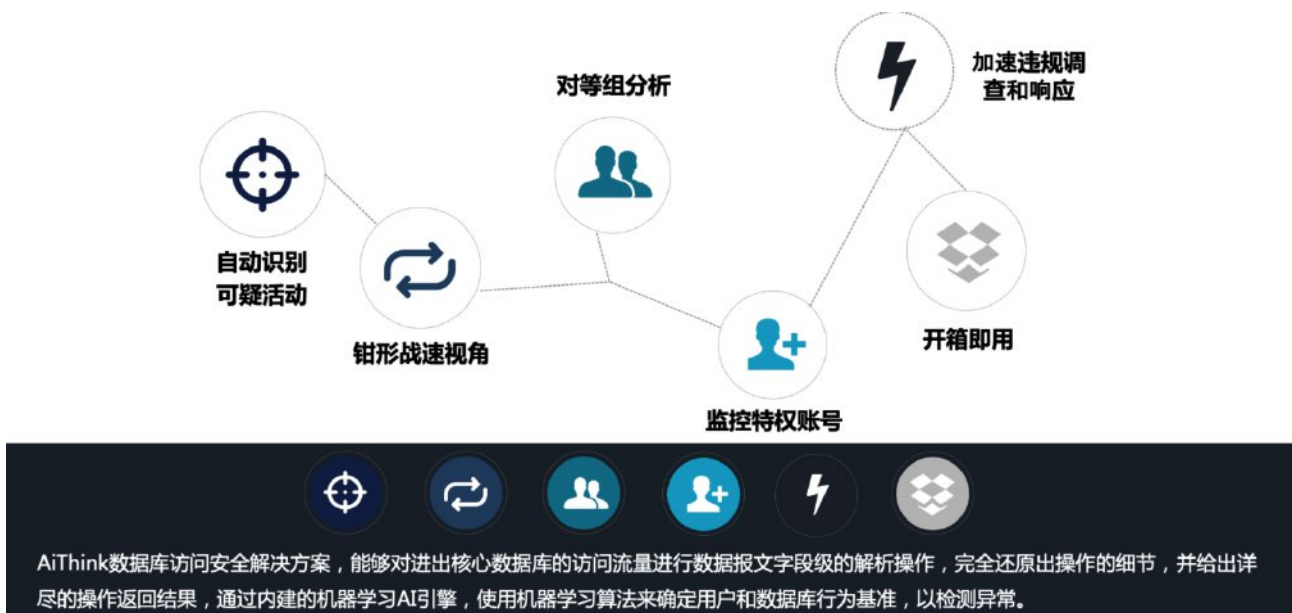 对等组分析
加速违规调
查和响应
自动识别
可疑活动
钳形战速视角
开箱即用
监控特权账号
AiThink数据库访问安全解决方案，能够对进出核心数据库的访问流量进行数据报文字段级的解析操作，完全还原出操作的细节，并给出详
尽的操作返回结果，通过内建的机器学习AI引擎，使用机器学习算法来确定用户和数据库行为基准，以检测异常。